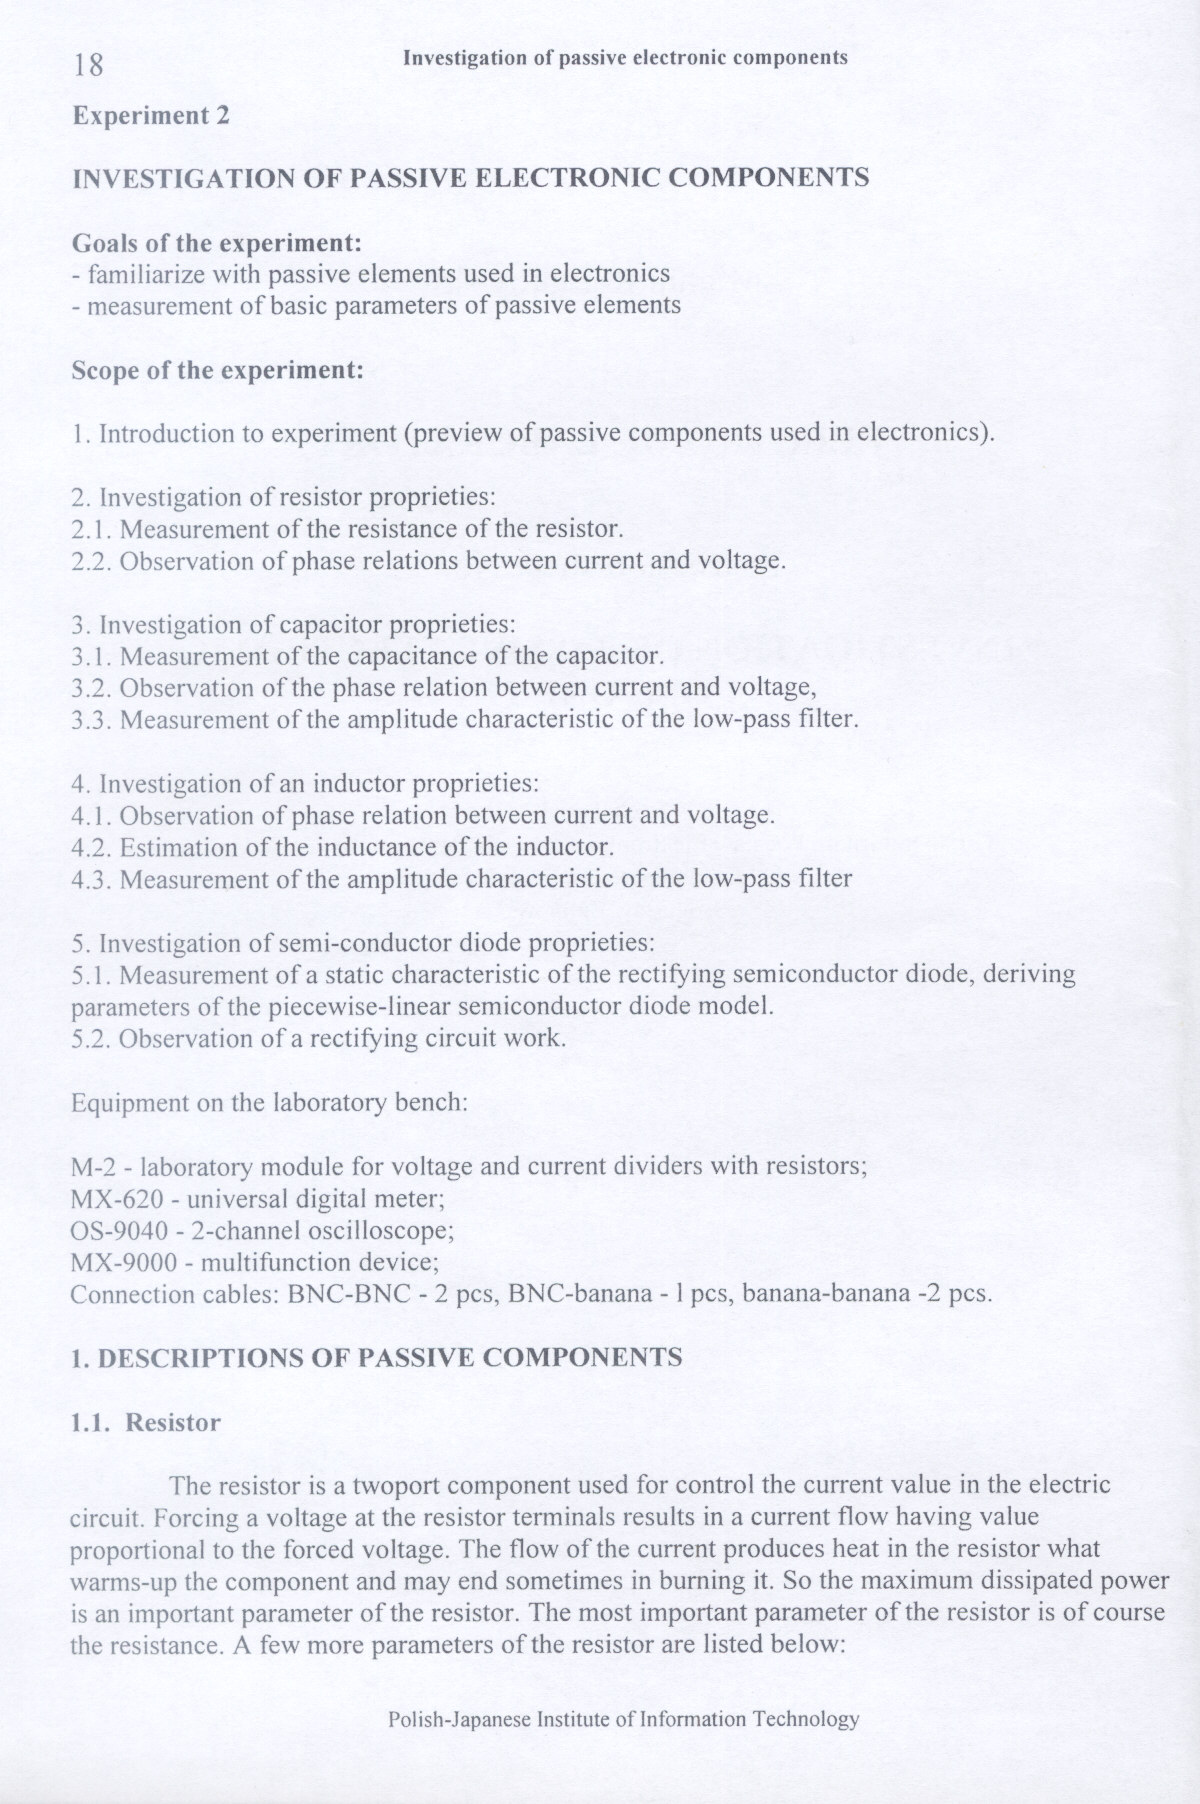 18
Investigation of passive electronic components
Experiment 2
INVESTIGATION OF PASSIVE ELECTRONIC COMPONENTS
Goals of the experiment:
- familiarize with passive elements used in electronics
- measurement of basic parameters of passive elements
Scope of the experiment:
1. Introduction to experiment (preview of passive components used in electronics).
2. Investigation of resistor proprieties:
2.1. Measurement of the resistance of the resistor.
2.2. Observation of phase relations between current and voltage.
3. Investigation of capacitor proprieties:
3.1. Measurement of the capacitance of the capacitor.
3.2. Observation of the phase relation between current and voltage,
3.3. Measurement of the amplitude characteristic of the low-pass filter.
4. Investigation of an inductor proprieties:
4.1. Observation of phase relation between current and voltage.
4.2. Estimation of the inductance of the inductor.
4.3. Measurement of the amplitude characteristic of the low-pass filter
5. Investigation of semi-conductor diode proprieties:
5.1. Measurement of a static characteristic of the rectifying semiconductor diode, deriving
parameters of the piecewise-linear semiconductor diode model.
5.2. Observation of a rectifying circuit work.
Equipment on the laboratory bench:
M-2 - laboratory module for voltage and current dividers with resistors;
MX-620 - universal digital meter;
OS-9040 - 2-channel oscilloscope;
MX-9000 - multifunction device;
Connection cables: BNC-BNC - 2 pcs, BNC-banana - 1 pcs, banana-banana -2 pcs.
1. DESCRIPTIONS OF PASSIVE COMPONENTS
1.1. Resistor
The resistor is a twoport component used for control the current value in the electric
circuit. Forcing a voltage at the resistor terminals results in a current flow having value
proportional to the forced voltage. The flow of the current produces heat in the resistor what
warms-up the component and may end sometimes in burning it. So the maximum dissipated power
is an important parameter of the resistor. The most important parameter of the resistor is of course
the resistance. A few more parameters of the resistor are listed below:
Polish-Japanese Institute of Information Technology